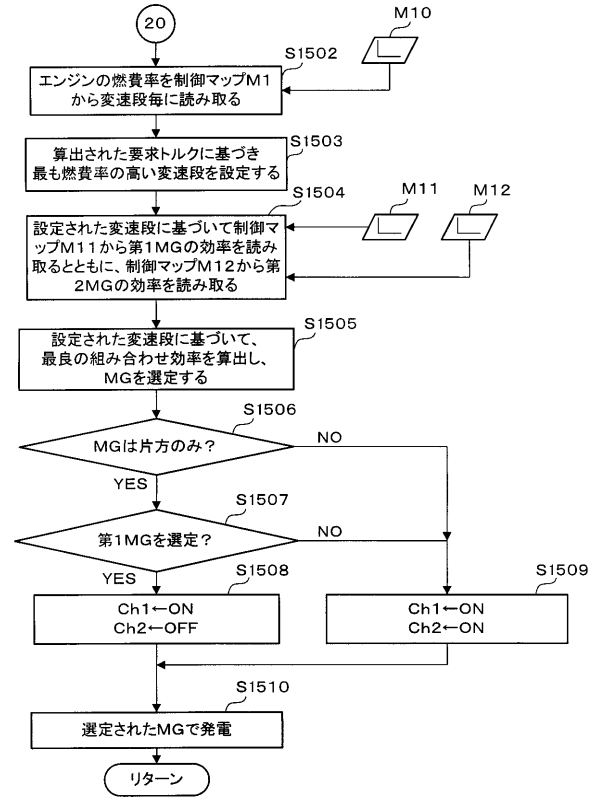 20
M10
S1502
エンジンの燃費率を制御マップM1
から変速段毎に読み取る
S1503
算出された要求トルクに基づき
最も燃費率の高い変速段を設定する
S1504
M11
M12
設定された変速段に基づいて制御マ
ップM11から第1MGの効率を読み
取るとともに、制御マップM12から第
2MGの効率を読み取る
S1505
設定された変速段に基づいて、
最良の組み合わせ効率を算出し、
MGを選定する
S1506
MGは片方のみ?
NO
YES
S1507
第1MGを選定?
NO
YES
S1508
Ch1←ON
Ch2←OFF
S1509
Ch1←ON
Ch2←ON
S1510
選定されたMGで発電
リターン